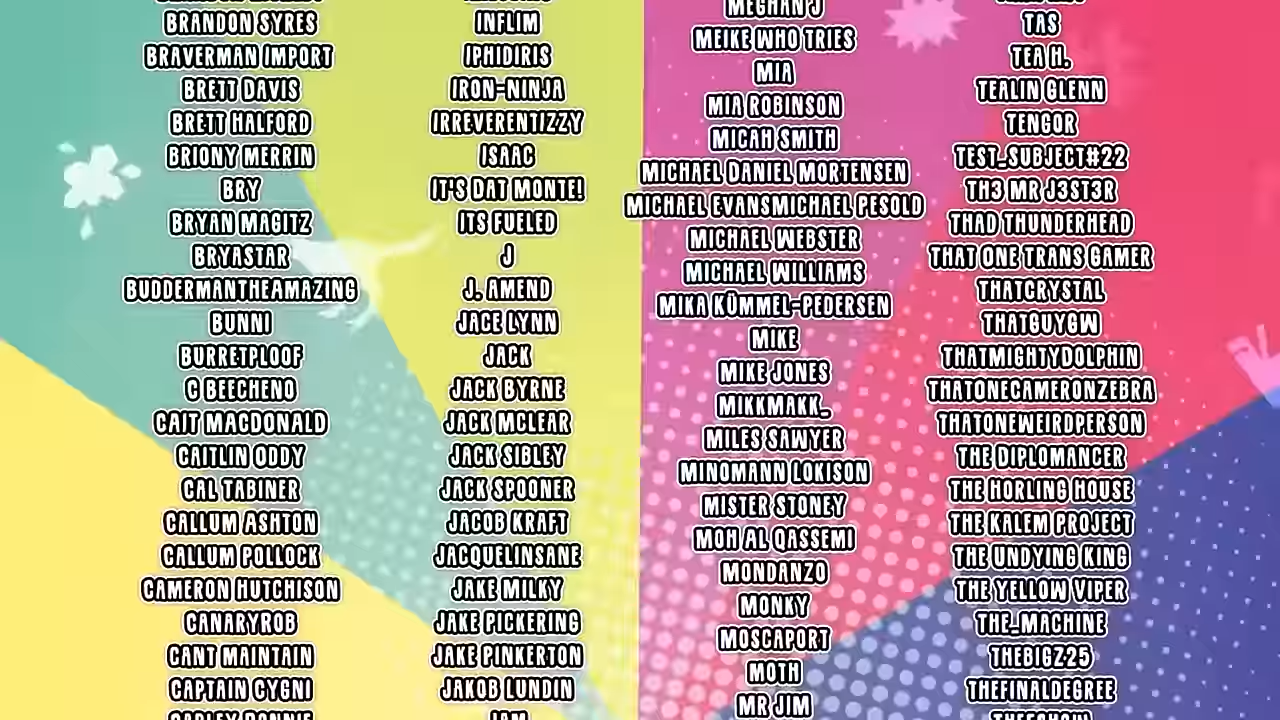 BRANDON SYRES
BRAVERMAN IMPORT
BRETT DAVIS
BRETT HALFORD
BRIONY MERRIN
BRY
BRYAN MAGITZ
BRYASTAR
BUDDERMANTHEAMAZING
BUNNI
BURRETPLOOF
C BEECHENO
CAIT MACDONALD
CAITLIN ODDY
CAL TABINER
CALLUM ASHTON
CALLUM POLLOCK
CAMERON HUTCHISON
CANARYROB
CANT MAINTAIN
CAPTAIN CYGNI
INFLIM
IPHIDIRIS
IRON-NINJA
IRREVERENTIZZY
ISAAC
IT'S DAT MONTE!
ITS FUELED
J
J. AMEND
JACE LYNN
JACK
JACK BYRNE
JACK MCLEAR
JACK SIBLEY
JACK SPOONER
JACOB KRAFT
JACQUELINSANE
JAKE MILKY
JAKE PICKERING
JAKE PINKERTON
JAKOB LUNDIN
JAM
MEGHAN J
MEIKE WHO TRIES
MIA
MIA ROBINSON
MICAH SMITH
MICHAEL DANIEL MORTENSEN
MICHAEL EVANSMICHAEL PESOLD
MICHAEL WEBSTER
MICHAEL WILLIAMS
MIKA KÜMMEL-PEDERSEN
MIKE
MIKE JONES
MIKKMAKK_
MILES SAWYER
MINOMANN LOKISON
MISTER STONEY
MOH AL QASSEMI
MONDANZO
MONKY
MOSCAPORT
MOTH
MR JIM
TAS
TEA H.
TEALIN GLENN
TENGOR
TEST_SUBJECT#22
TH3 MR J3ST3R
THAD THUNDERHEAD
THAT ONE TRANS GAMER
THATCRYSTAL
THATGUYGW
THATMIGHTYDOLPHIN
THATONECAMERONZEBRA
THATONEWEIRDPERSON
THE DIPLOMANCER
THE HORLING HOUSE
THE KALEM PROJECT
THE UNDYING KING
THE YELLOW VIPER
THE_MACHINE
THEBIGZ25
THEFINALDEGREE